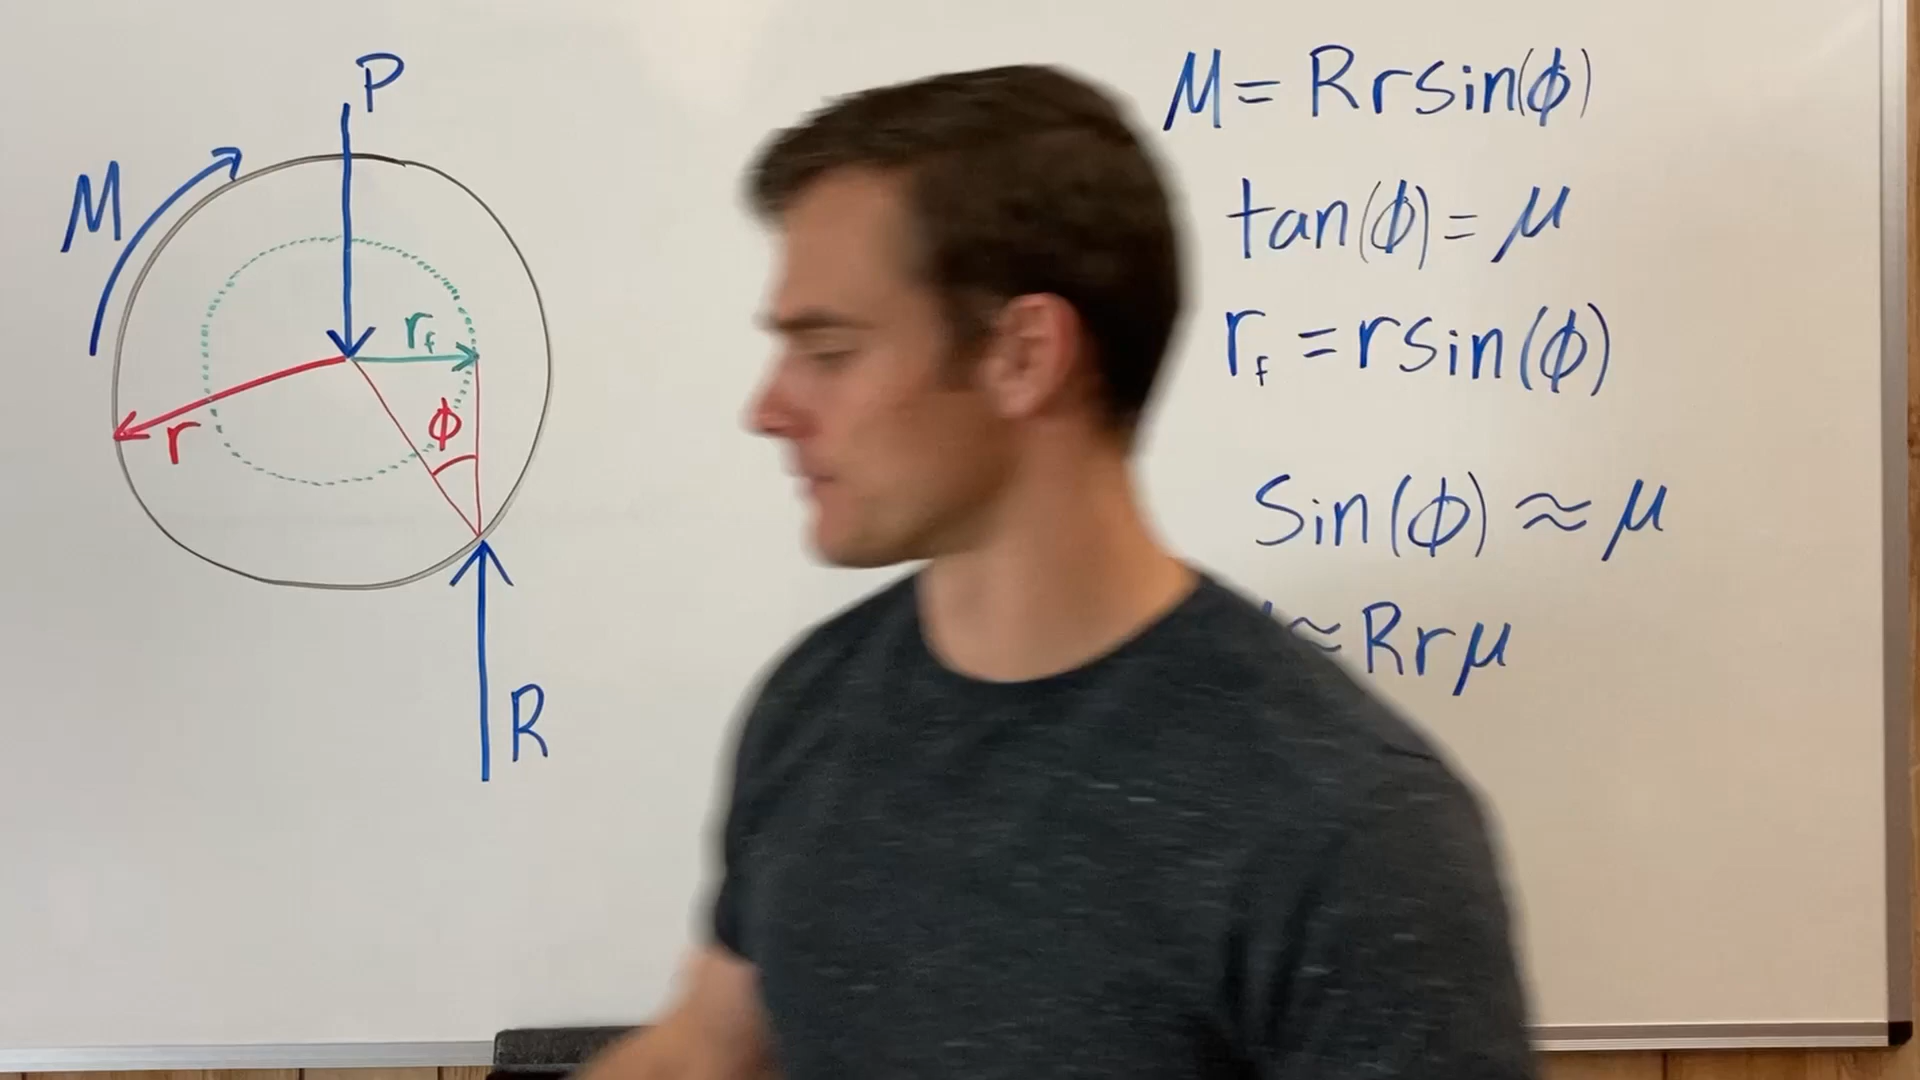 P
M
r_f
φ
r
R
M = R r sin(φ)
tan(φ) = μ
r_f = r sin(φ)
Sin(φ) ≈ μ
≈ R r μ